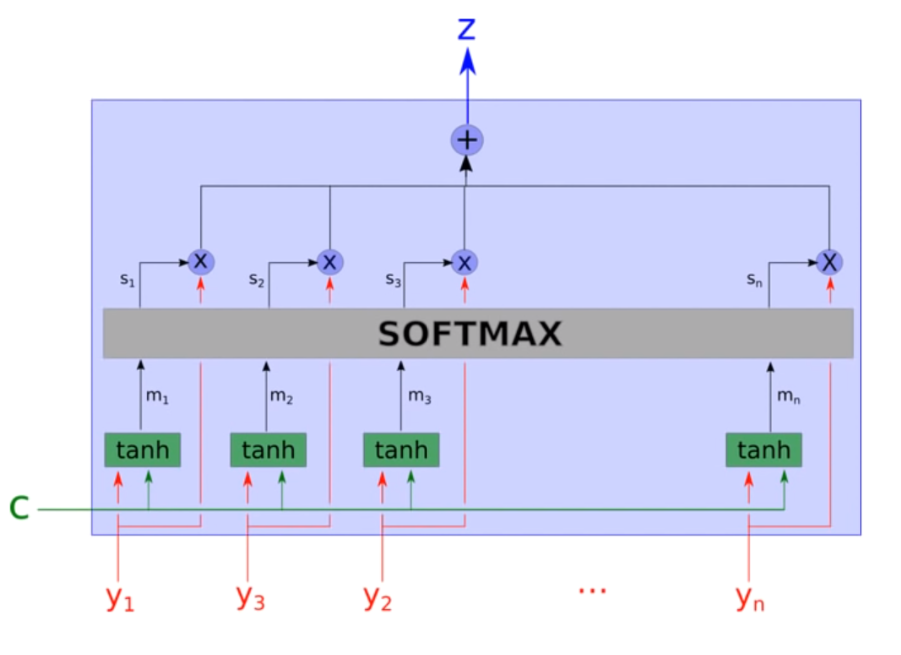 z
+
x x x x
s1 s2 s3 sn
SOFTMAX
m1 m2 m3 mn
tanh tanh tanh tanh
C
y1 y3 y2 ... yn